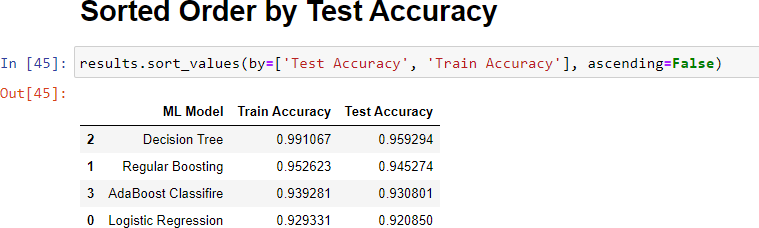 Sorted Order by Test Accuracy
In [45]: results.sort_values(by=['Test Accuracy', 'Train Accuracy'], ascending=False)
Out[45]:
ML Model Train Accuracy Test Accuracy
2 Decision Tree 0.991067 0.959294
1 Regular Boosting 0.952623 0.945274
3 AdaBoost Classifire 0.939281 0.930801
0 Logistic Regression 0.929331 0.920850